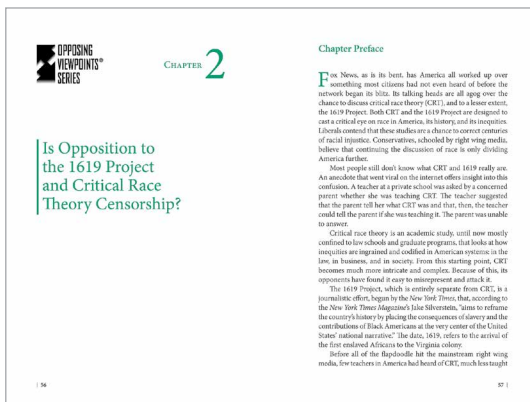 OPPOSING
VIEWPOINTS®
SERIES
CHAPTER 2
Is Opposition to
the 1619 Project
and Critical Race
Theory Censorship?
| 56
Chapter Preface
Fox News, as is its bent, has America all worked up over
something most citizens had not even heard of before the
network began its blitz. Its talking heads are all agog over the
chance to discuss critical race theory (CRT), and to a lesser extent,
the 1619 Project. Both CRT and the 1619 Project are designed to
cast a critical eye on race in America, its history, and its inequities.
Liberals contend that these studies are a chance to correct centuries
of racial injustice. Conservatives, schooled by right wing media,
believe that continuing the discussion of race is only dividing
America further.
Most people still don't know what CRT and 1619 really are.
An anecdote that went viral on the internet offers insight into this
confusion. A teacher at a private school was asked by a concerned
parent whether she was teaching CRT. The teacher suggested
that the parent tell her what CRT was and that, then, the teacher
could tell the parent if she was teaching it. The parent was unable
to answer.
Critical race theory is an academic study, until now mostly
confined to law schools and graduate programs, that looks at how
inequities are ingrained and codified in American systems: in the
law, in business, and in society. From this starting point, CRT
becomes much more intricate and complex. Because of this, its
opponents have found it easy to misrepresent and attack it.
The 1619 Project, which is entirely separate from CRT, is a
journalistic effort, begun by the New York Times, that, according to
the New York Times Magazine's Jake Silverstein, "aims to reframe
the country's history by placing the consequences of slavery and the
contributions of Black Americans at the very center of the United
States' national narrative." The date, 1619, refers to the arrival of
the first enslaved Africans to the Virginia colony.
Before all of the flapdoodle hit the mainstream right wing
media, few teachers in America had heard of CRT, much less taught
57 |